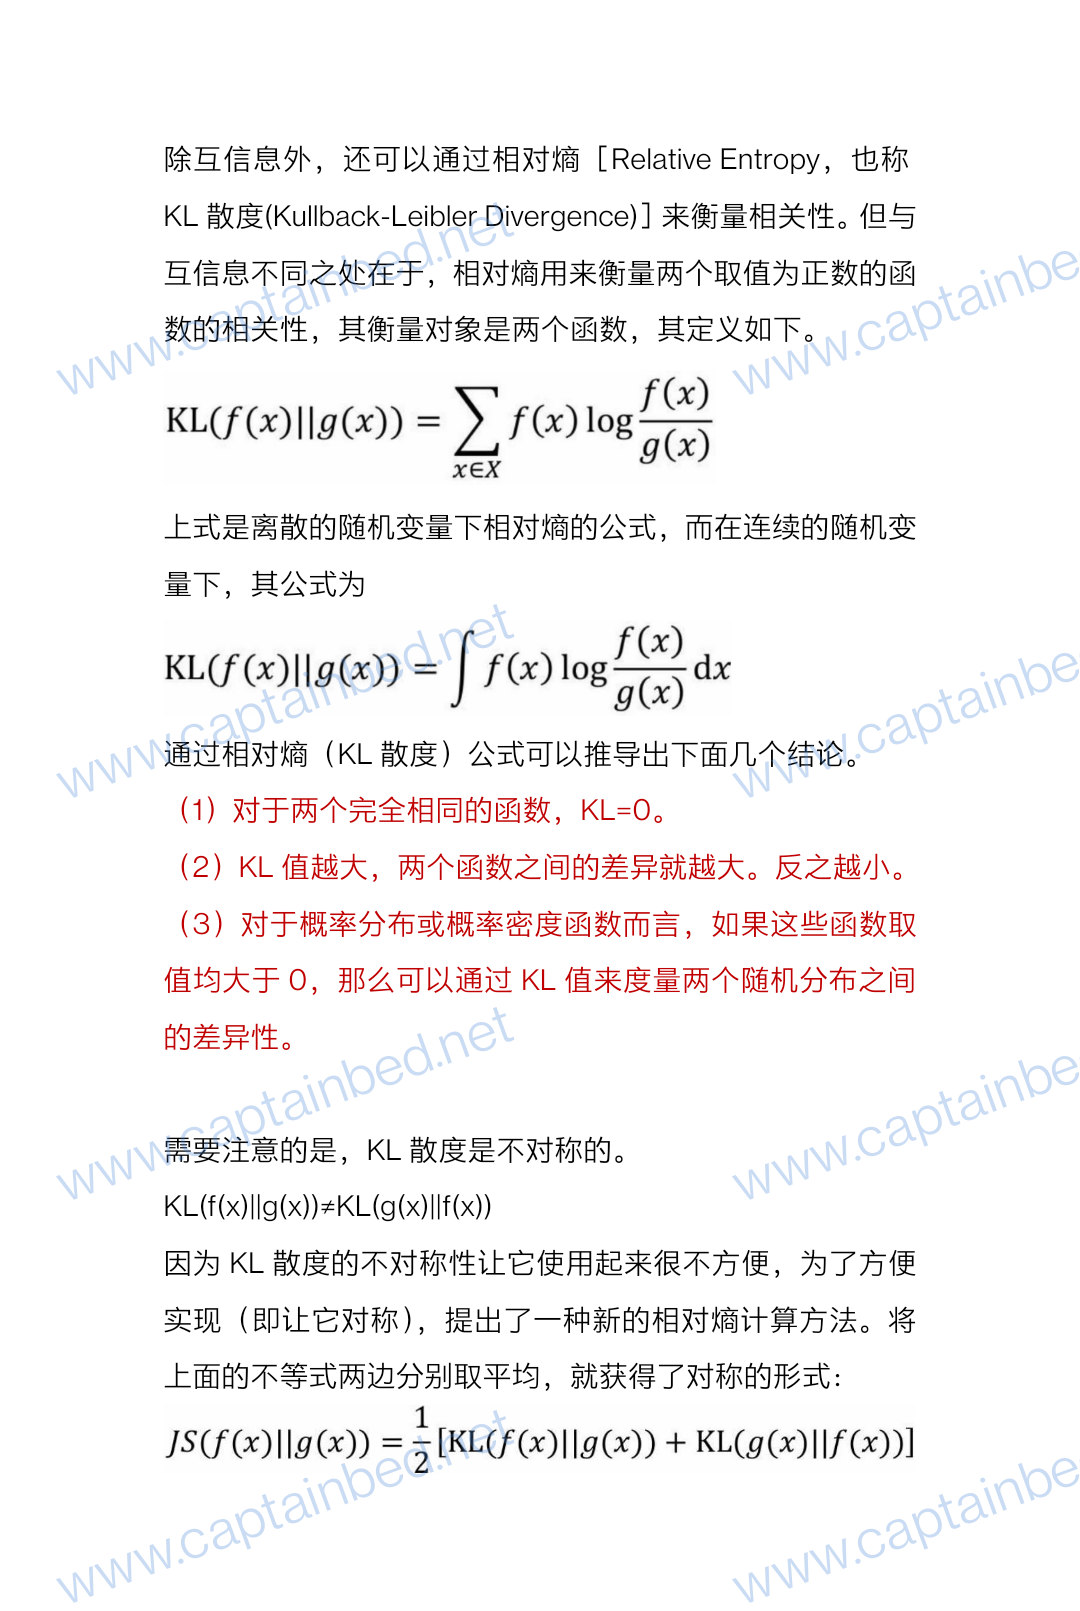 除互信息外，还可以通过相对熵［Relative Entropy，也称
KL 散度(Kullback-Leibler Divergence)］来衡量相关性。但与
互信息不同之处在于，相对熵用来衡量两个取值为正数的函
数的相关性，其衡量对象是两个函数，其定义如下。
KL(f(x)||g(x)) = ∑_{x∈X} f(x) log f(x)/g(x)
上式是离散的随机变量下相对熵的公式，而在连续的随机变
量下，其公式为
KL(f(x)||g(x)) = ∫ f(x) log f(x)/g(x) dx
通过相对熵（KL 散度）公式可以推导出下面几个结论。
（1）对于两个完全相同的函数，KL=0。
（2）KL 值越大，两个函数之间的差异就越大。反之越小。
（3）对于概率分布或概率密度函数而言，如果这些函数取
值均大于 0，那么可以通过 KL 值来度量两个随机分布之间
的差异性。
需要注意的是，KL 散度是不对称的。
KL(f(x)||g(x))≠KL(g(x)||f(x))
因为 KL 散度的不对称性让它使用起来很不方便，为了方便
实现（即让它对称），提出了一种新的相对熵计算方法。将
上面的不等式两边分别取平均，就获得了对称的形式：
JS(f(x)||g(x)) = 1/2 [KL(f(x)||g(x)) + KL(g(x)||f(x))]
www.captainbed.net
www.captainbe
www.captainbed.net
www.captainbe
www.captainbed.net
www.captainbe
www.captainbed.net
www.captainbe